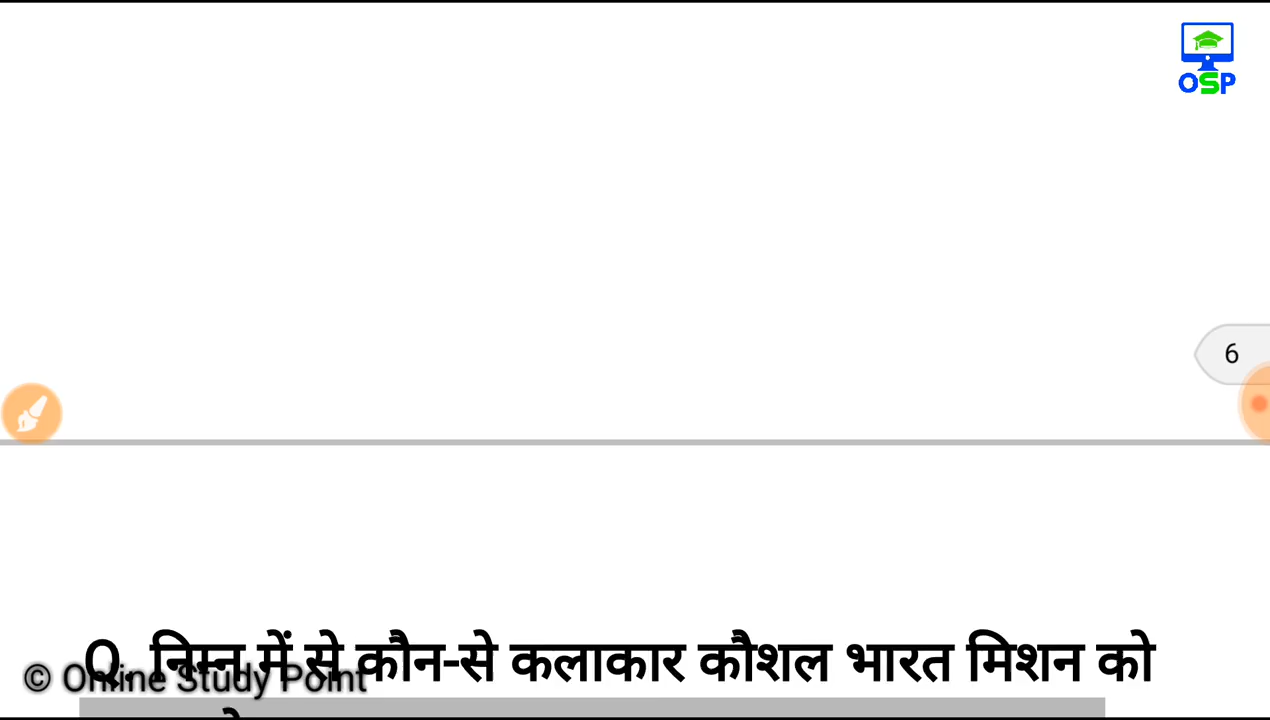 OSP
6
Q. निम्न में से कौन-से कलाकार कौशल भारत मिशन को
© Online Study Point